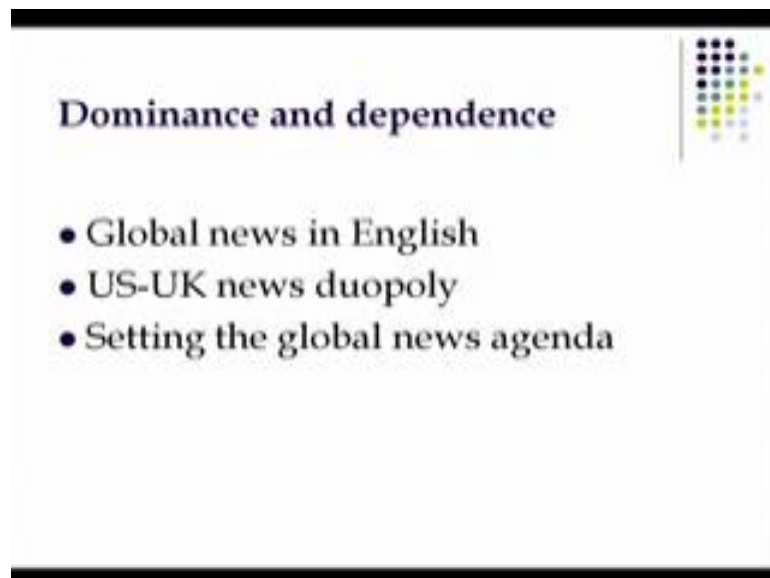 Dominance and dependence
• Global news in English
• US-UK news duopoly
• Setting the global news agenda